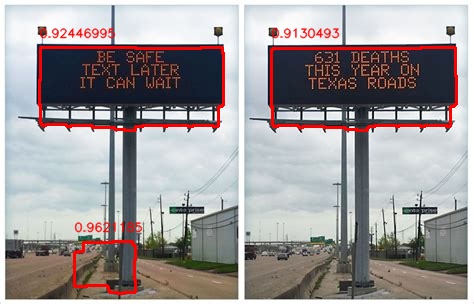 0.92446995
BE SAFE
TEXT LATER
IT CAN WAIT
0.9621185
0.9130493
631 DEATHS
THIS YEAR ON
TEXAS ROADS